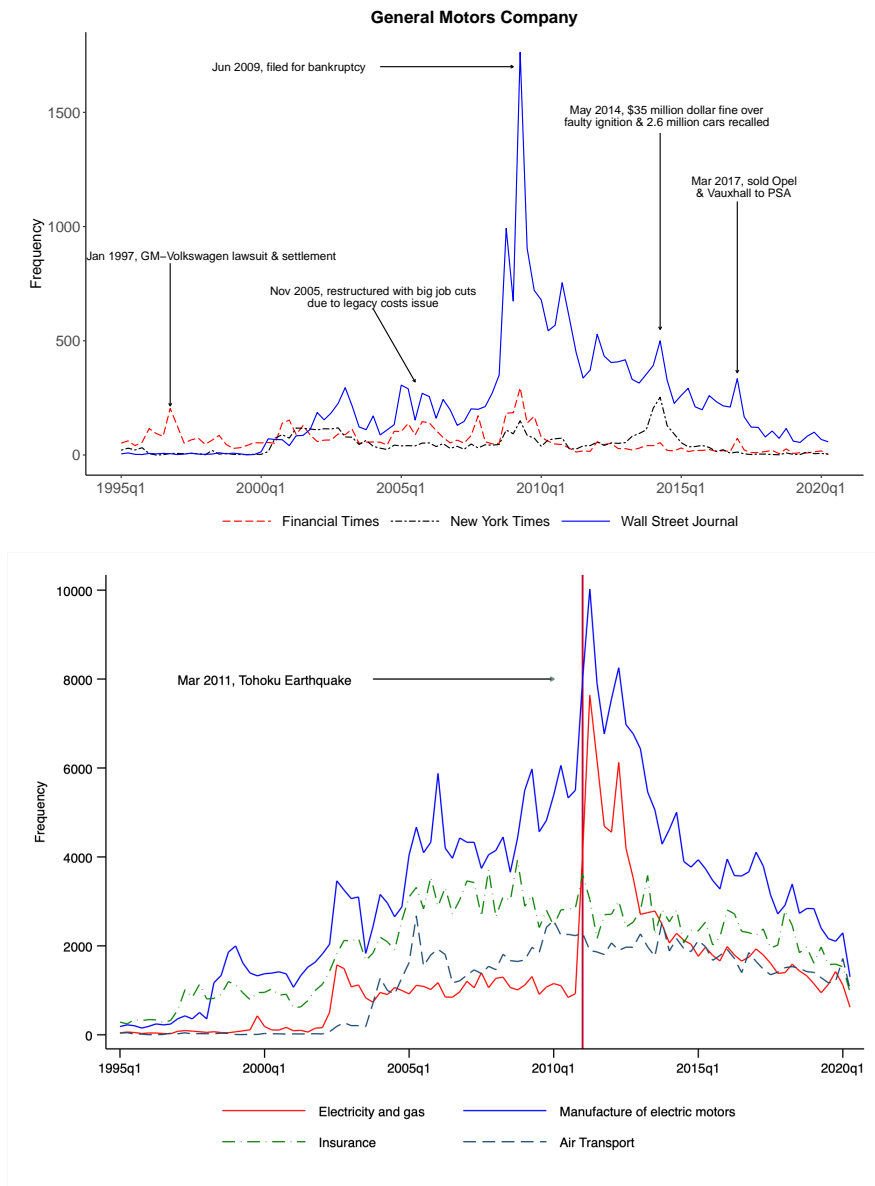 General Motors Company
Jun 2009, filed for bankruptcy
May 2014, $35 million dollar fine over
faulty ignition & 2.6 million cars recalled
Mar 2017, sold Opel
& Vauxhall to PSA
Jan 1997, GM−Volkswagen lawsuit & settlement
Nov 2005, restructured with big job cuts
due to legacy costs issue
Frequency
1500
1000
500
0
1995q1 2000q1 2005q1 2010q1 2015q1 2020q1
Financial Times New York Times Wall Street Journal
10000
8000
6000
4000
2000
0
Frequency
Mar 2011, Tohoku Earthquake
1995q1 2000q1 2005q1 2010q1 2015q1 2020q1
Electricity and gas Manufacture of electric motors
Insurance Air Transport